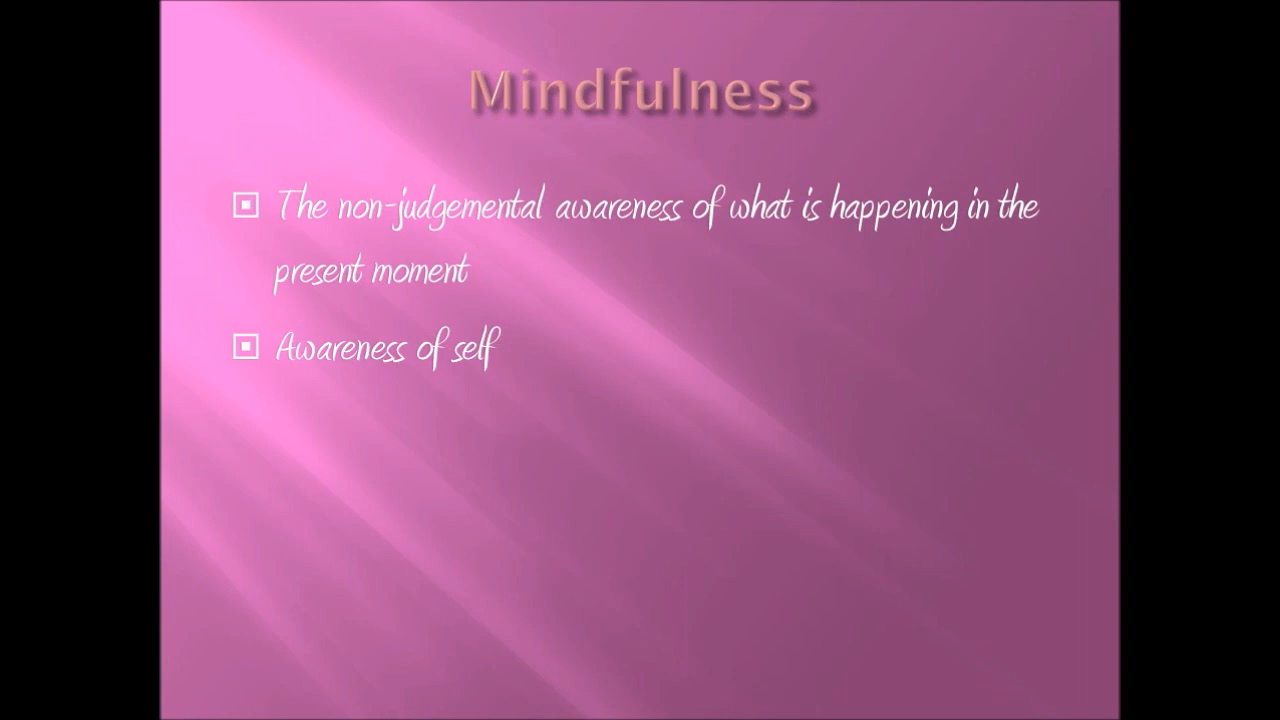 Mindfulness
The non-judgemental awareness of what is happening in the
present moment
Awareness of self